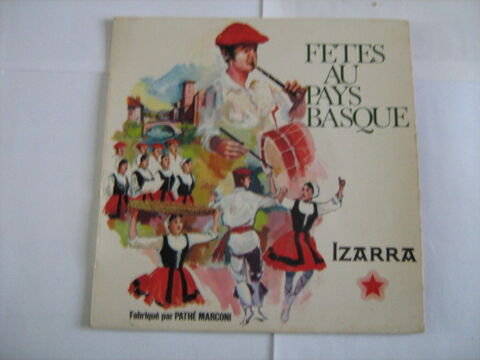 FETES
AU
PAYS
BASQUE
IZARRA
Fabriqué par PATHÉ MARCONI